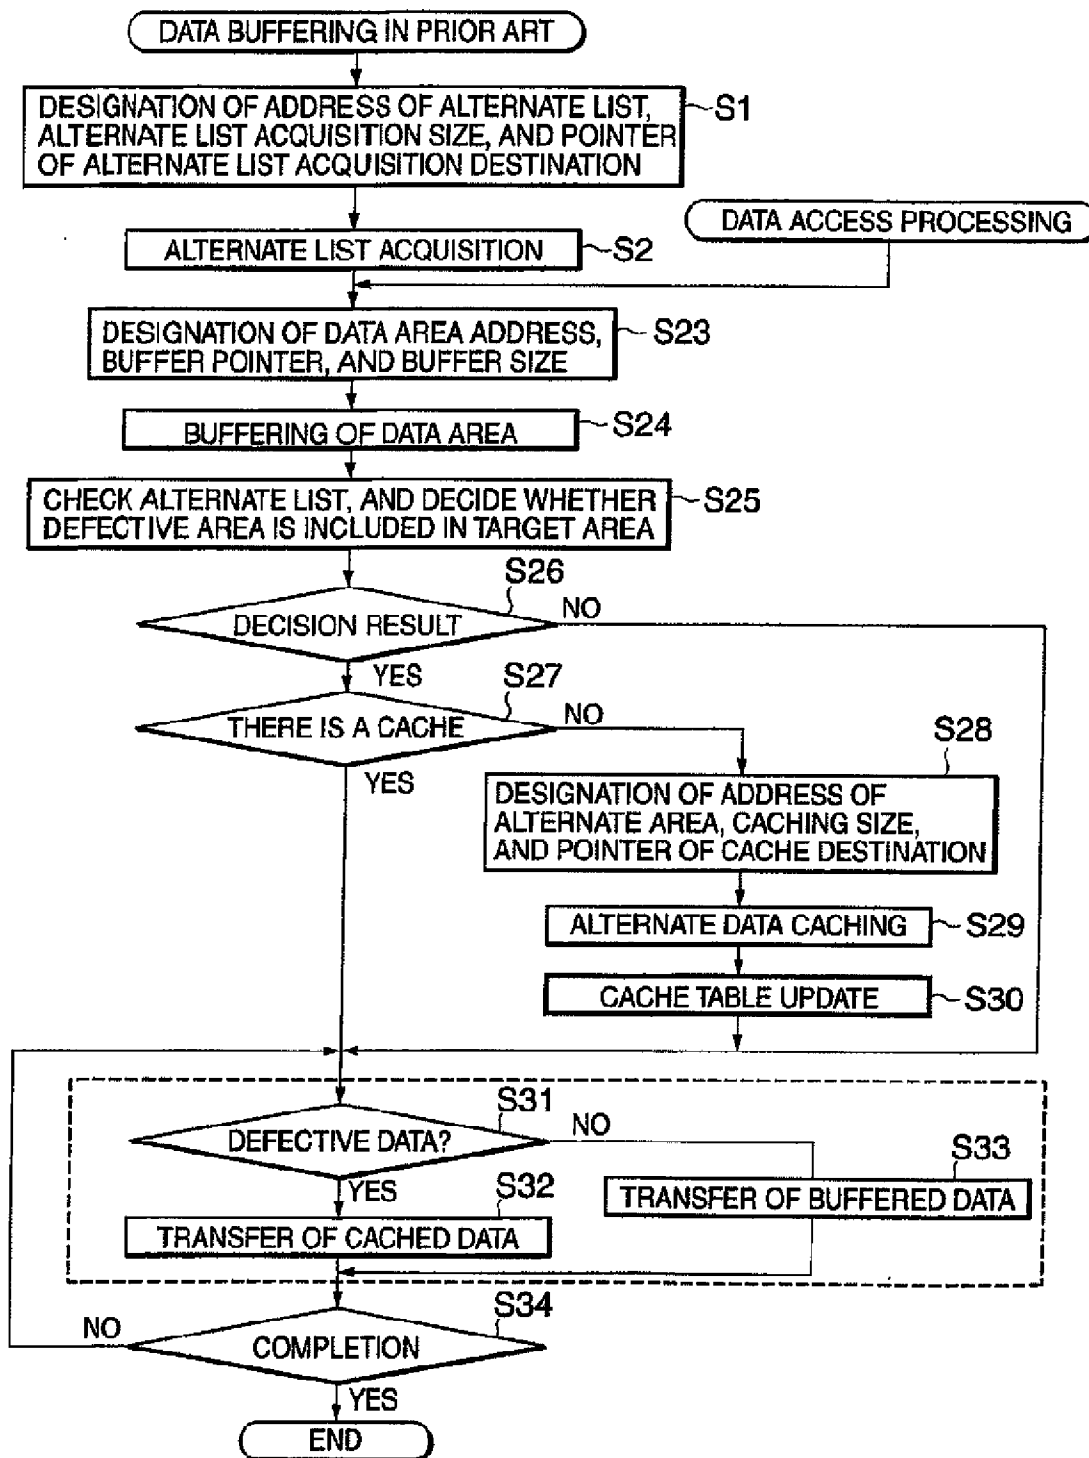 DATA BUFFERING IN PRIOR ART
DESIGNATION OF ADDRESS OF ALTERNATE LIST,
ALTERNATE LIST ACQUISITION SIZE, AND POINTER
OF ALTERNATE LIST ACQUISITION DESTINATION
S1
DATA ACCESS PROCESSING
ALTERNATE LIST ACQUISITION
S2
DESIGNATION OF DATA AREA ADDRESS,
BUFFER POINTER, AND BUFFER SIZE
S23
BUFFERING OF DATA AREA
S24
CHECK ALTERNATE LIST, AND DECIDE WHETHER
DEFECTIVE AREA IS INCLUDED IN TARGET AREA
S25
S26
DECISION RESULT
NO
YES
S27
THERE IS A CACHE
NO
YES
S28
DESIGNATION OF ADDRESS OF
ALTERNATE AREA, CACHING SIZE,
AND POINTER OF CACHE DESTINATION
ALTERNATE DATA CACHING
S29
CACHE TABLE UPDATE
S30
S31
DEFECTIVE DATA?
NO
YES
S32
TRANSFER OF CACHED DATA
S33
TRANSFER OF BUFFERED DATA
S34
COMPLETION
NO
YES
END